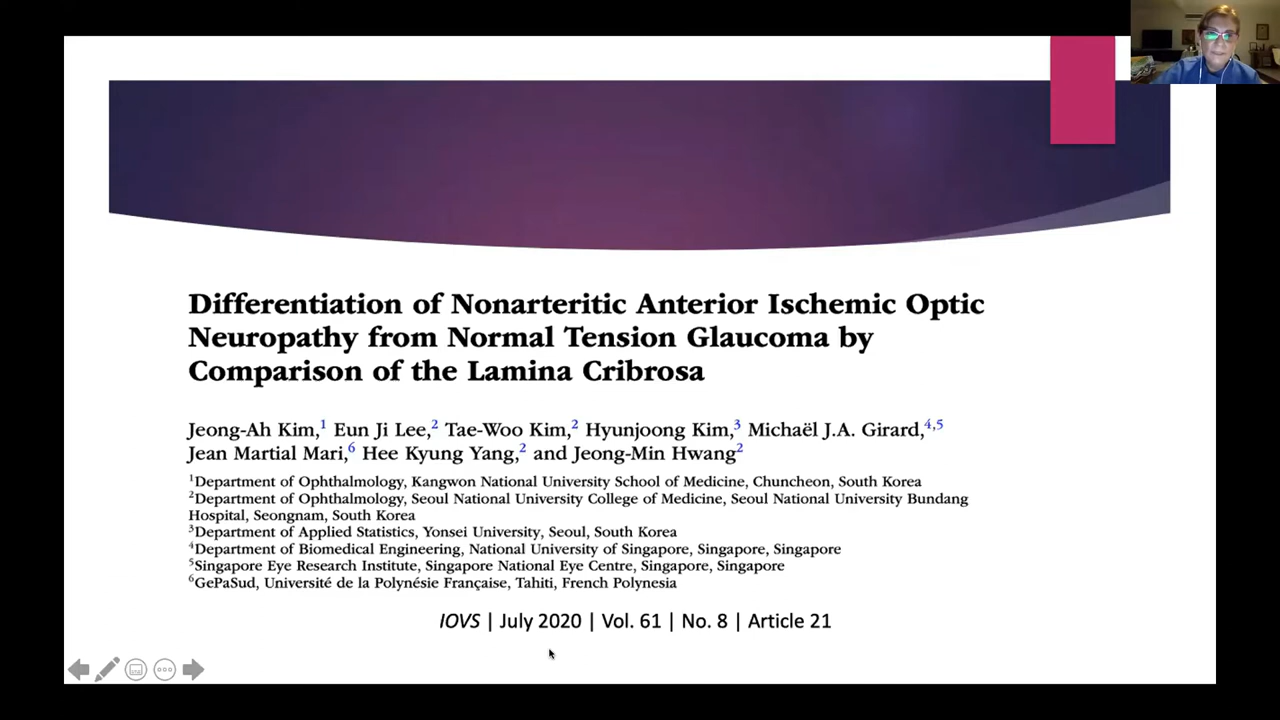 Differentiation of Nonarteritic Anterior Ischemic Optic
Neuropathy from Normal Tension Glaucoma by
Comparison of the Lamina Cribrosa
Jeong-Ah Kim,1 Eun Ji Lee,2 Tae-Woo Kim,2 Hyunjoong Kim,3 Michaël J.A. Girard,4,5
Jean Martial Mari,6 Hee Kyung Yang,2 and Jeong-Min Hwang2
1Department of Ophthalmology, Kangwon National University School of Medicine, Chuncheon, South Korea
2Department of Ophthalmology, Seoul National University College of Medicine, Seoul National University Bundang
Hospital, Seongnam, South Korea
3Department of Applied Statistics, Yonsei University, Seoul, South Korea
4Department of Biomedical Engineering, National University of Singapore, Singapore, Singapore
5Singapore Eye Research Institute, Singapore National Eye Centre, Singapore, Singapore
6GePaSud, Université de la Polynésie Française, Tahiti, French Polynesia
IOVS | July 2020 | Vol. 61 | No. 8 | Article 21